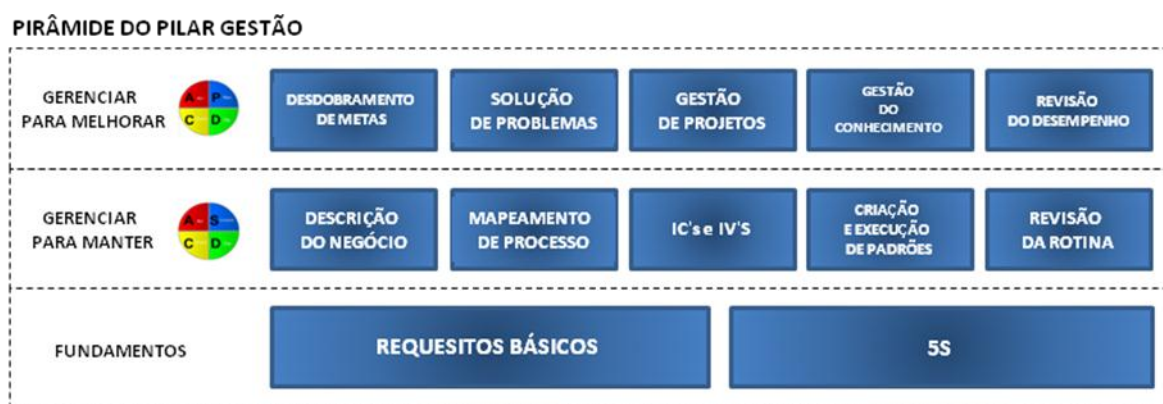 PIRÂMIDE DO PILAR GESTÃO
GERENCIAR
PARA MELHORAR
A P
C D
DESDOBRAMENTO
DE METAS
SOLUÇÃO
DE PROBLEMAS
GESTÃO
DE PROJETOS
GESTÃO
DO
CONHECIMENTO
REVISÃO
DO DESEMPENHO
GERENCIAR
PARA MANTER
A S
C D
DESCRIÇÃO
DO NEGÓCIO
MAPEAMENTO
DE PROCESSO
IC's e IV'S
CRIAÇÃO
E EXECUÇÃO
DE PADRÕES
REVISÃO
DA ROTINA
FUNDAMENTOS
REQUESITOS BÁSICOS
5S